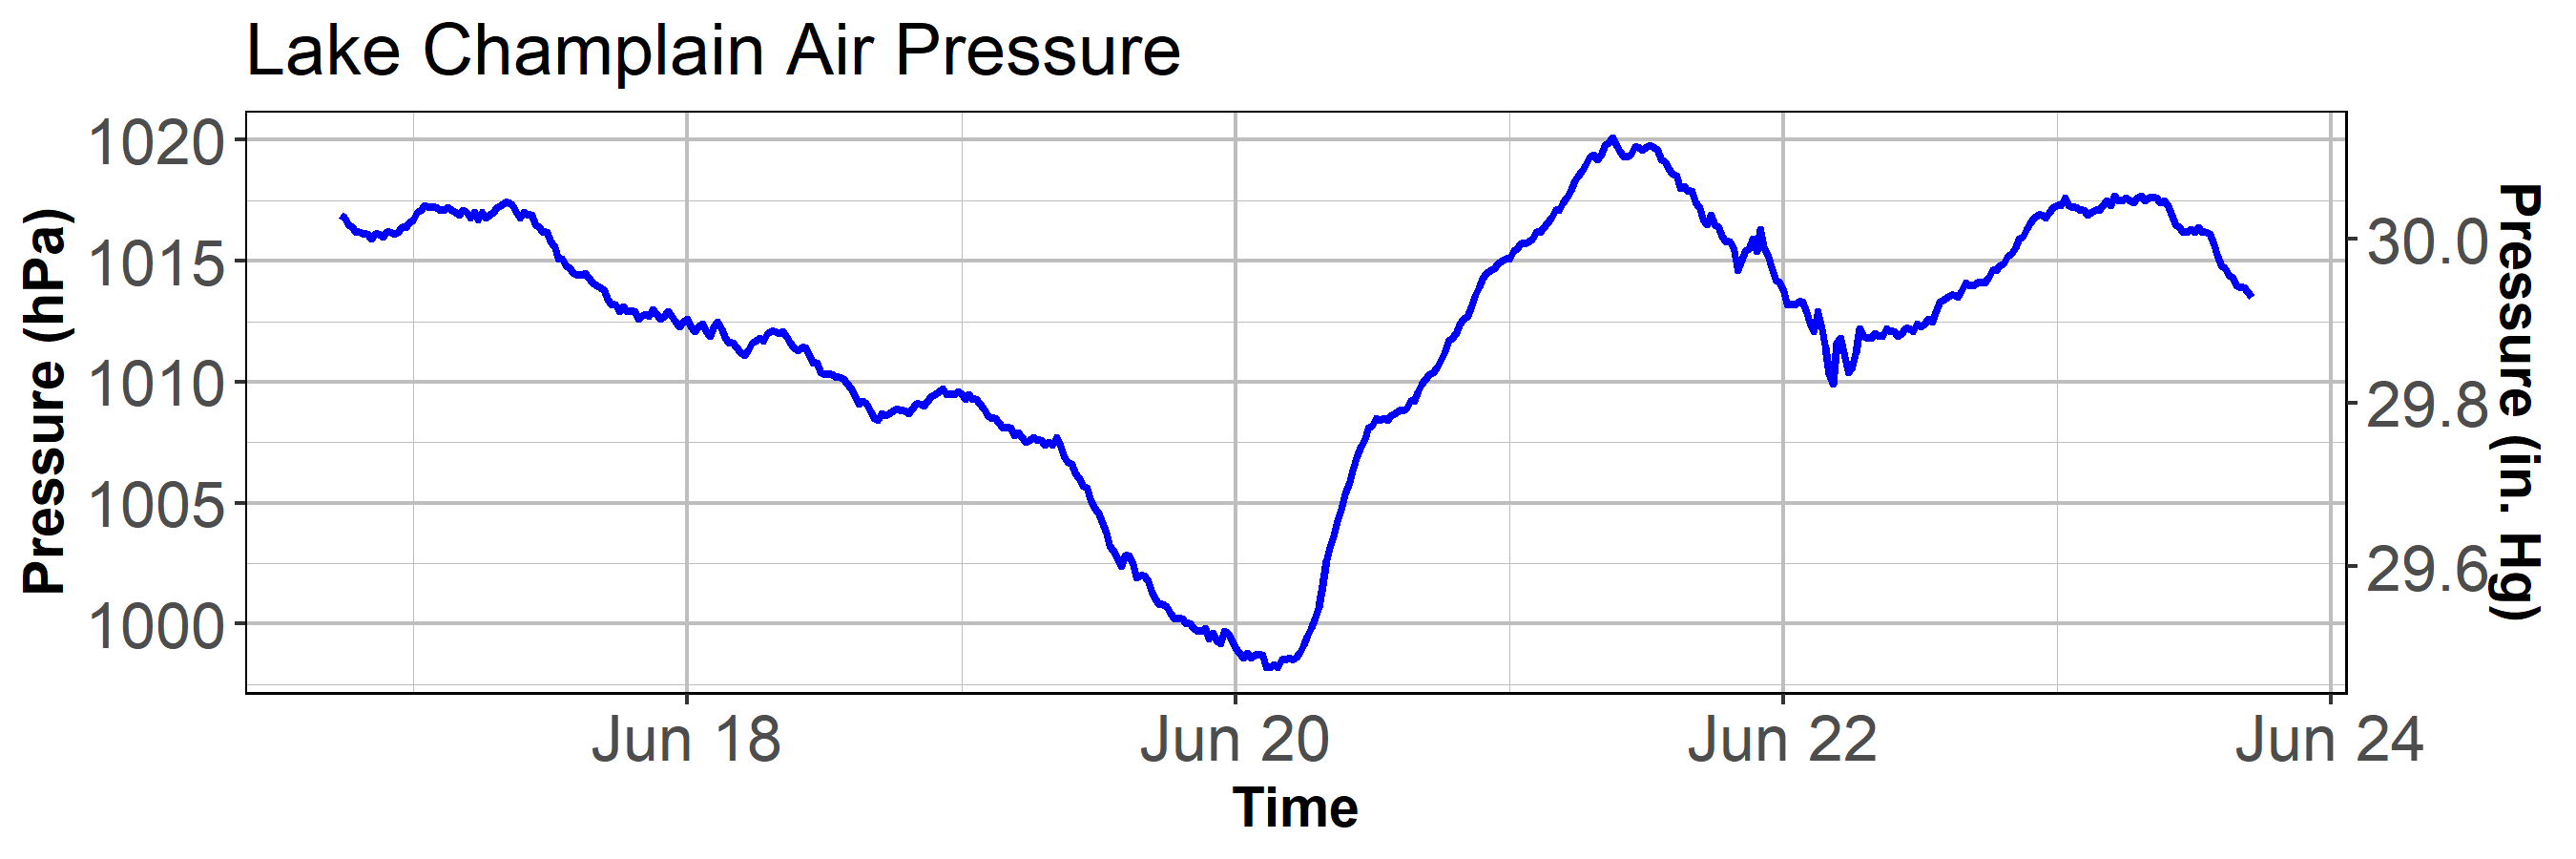 Lake Champlain Air Pressure
Pressure (hPa)
1020
1015
1010
1005
1000
30.0
29.8
29.6
Pressure (in. Hg)
Jun 18
Jun 20
Jun 22
Jun 24
Time